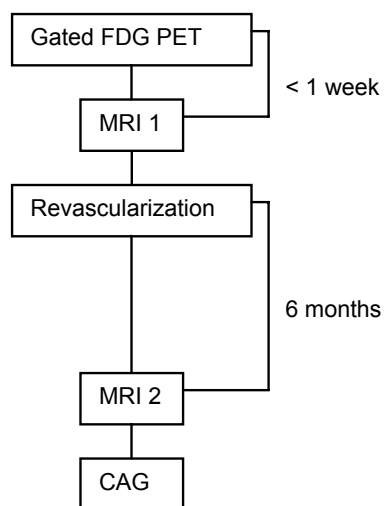 Gated FDG PET
< 1 week
MRI 1
Revascularization
6 months
MRI 2
CAG